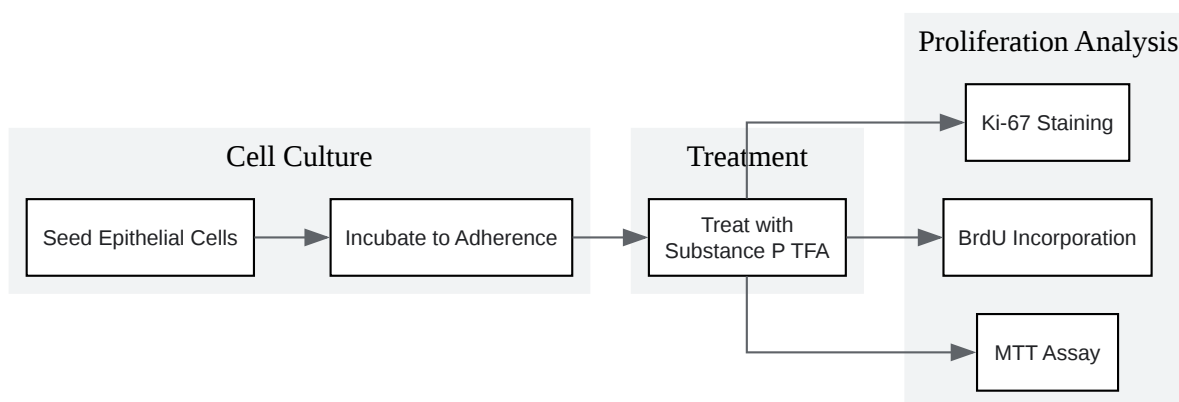 Cell Culture
Seed Epithelial Cells
Incubate to Adherence
Treatment
Treat with
Substance P TFA
Proliferation Analysis
Ki-67 Staining
BrdU Incorporation
MTT Assay